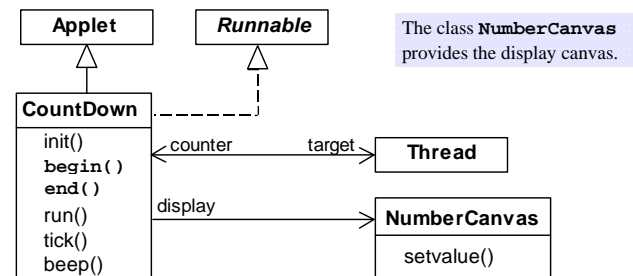 Applet
Runnable
The class NumberCanvas
provides the display canvas.
CountDown
init()
begin()
end()
run()
tick()
beep()
counter target
Thread
display
NumberCanvas
setvalue()